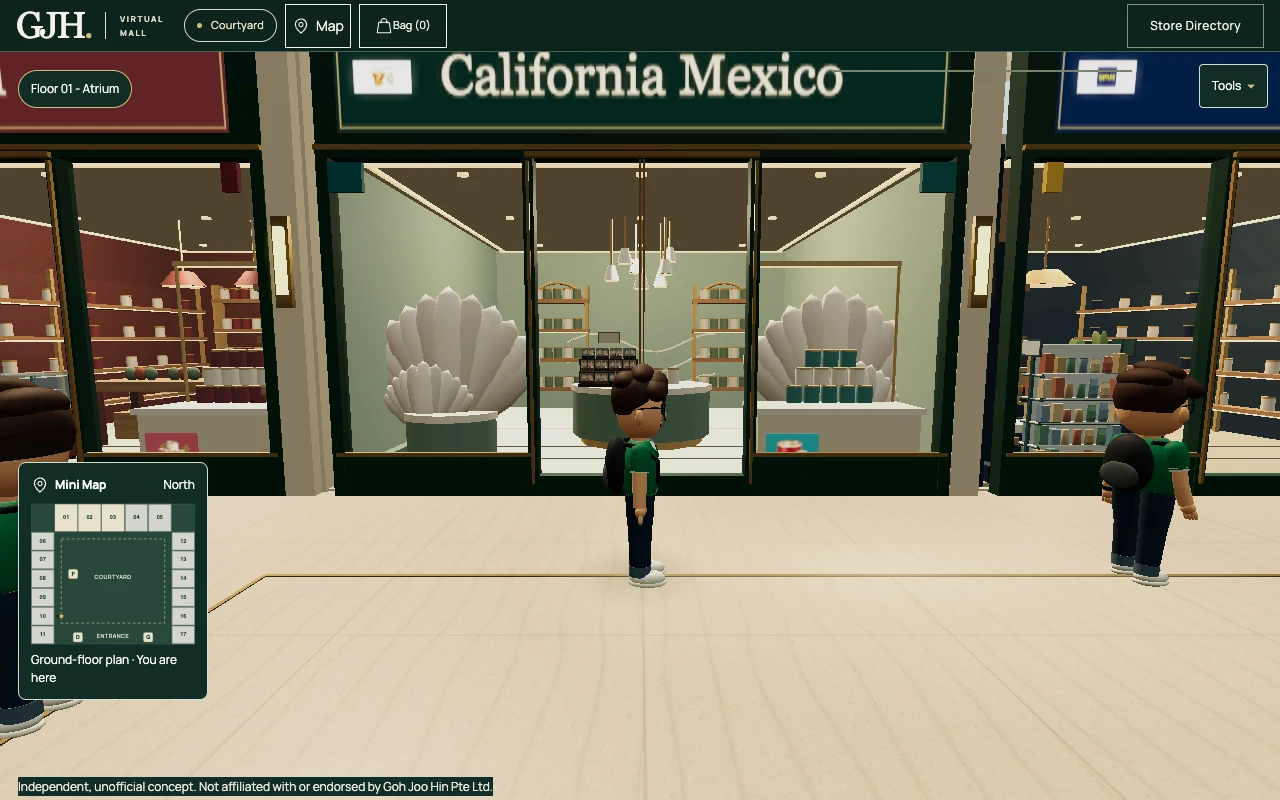 GJH.
VIRTUAL
MALL
Courtyard
Map
Bag (0)
Store Directory
Floor 01 - Atrium
California Mexico
Tools
Mini Map
North
01 02 03 04 05
06 12
07 13
08 14
F COURTYARD
09 15
10 16
11 D ENTRANCE G 17
Ground-floor plan · You are
here
Independent, unofficial concept. Not affiliated with or endorsed by Goh Joo Hin Pte Ltd.